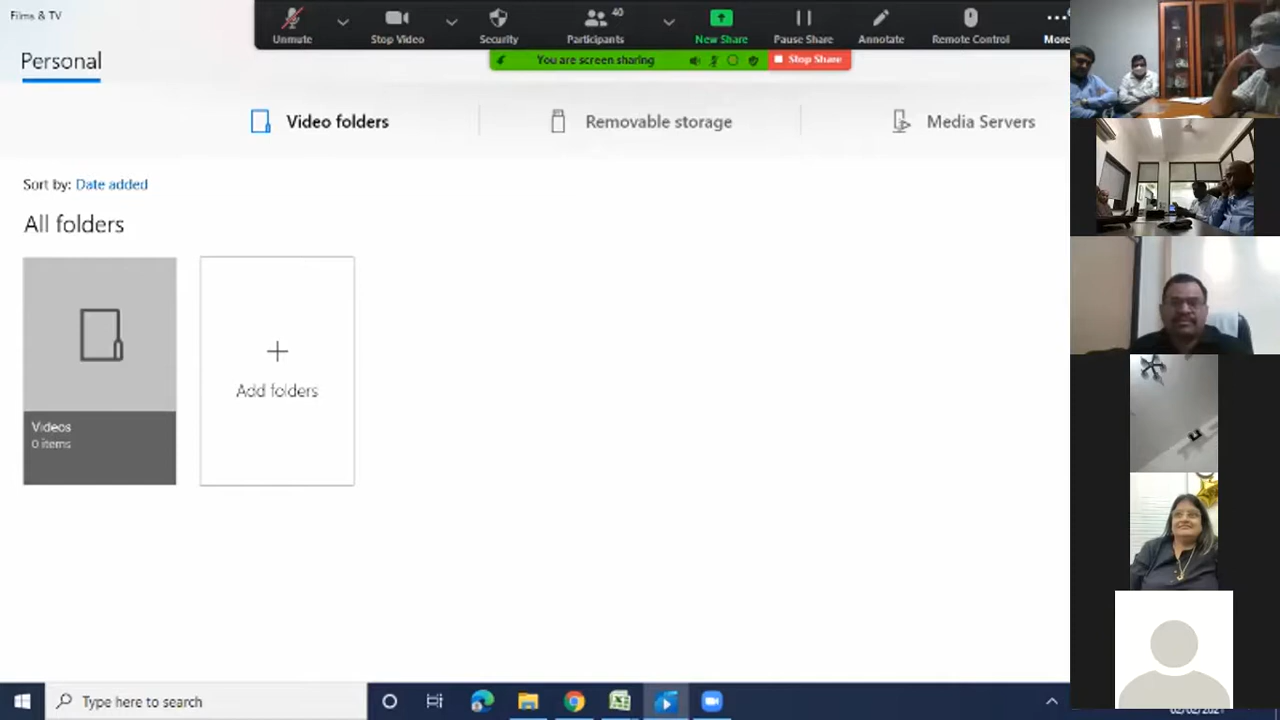 Films & TV
40
Unmute Stop Video Security Participants New Share Pause Share Annotate Remote Control More
You are screen sharing Stop Share
Personal
Video folders Removable storage Media Servers
Sort by: Date added
All folders
Videos
0 items
Add folders
Type here to search